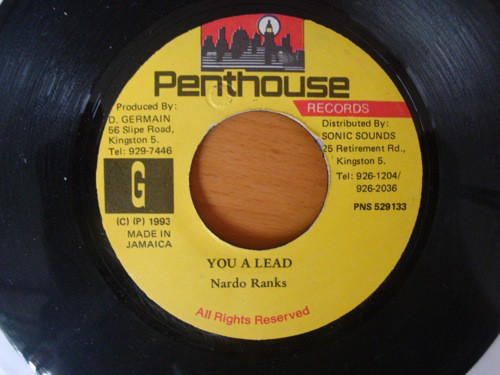 Penthouse
RECORDS
Produced By:
D. GERMAIN
56 Slipe Road,
Kingston 5.
Tel: 929-7446
Distributed By:
SONIC SOUNDS
25 Retirement Rd.,
Kingston 5.
Tel: 926-1204/
926-2036
G
PNS 529133
(C) (P) 1993
MADE IN
JAMAICA
YOU A LEAD
Nardo Ranks
All Rights Reserved